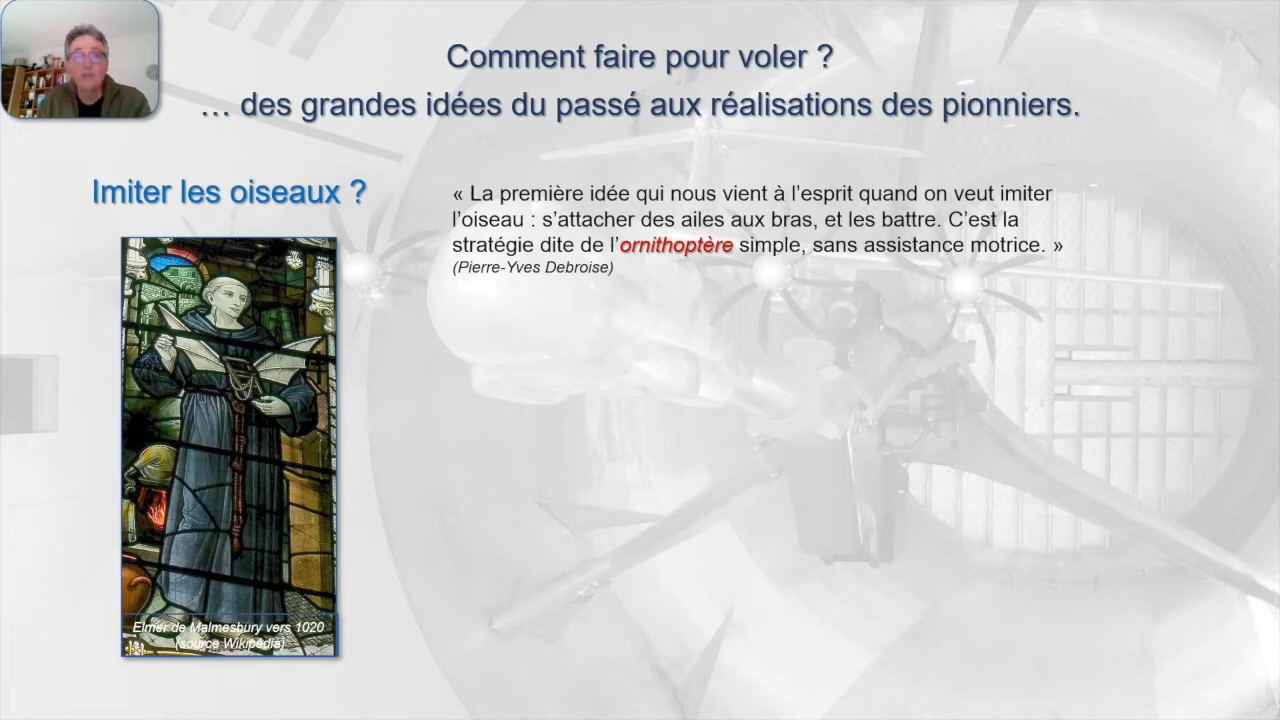 Comment faire pour voler ?
… des grandes idées du passé aux réalisations des pionniers.
Imiter les oiseaux ?
« La première idée qui nous vient à l’esprit quand on veut imiter
l’oiseau : s’attacher des ailes aux bras, et les battre. C’est la
stratégie dite de l’ornithoptère simple, sans assistance motrice. »
(Pierre-Yves Debroise)
Elmer de Malmesbury vers 1020
(source Wikipédia)